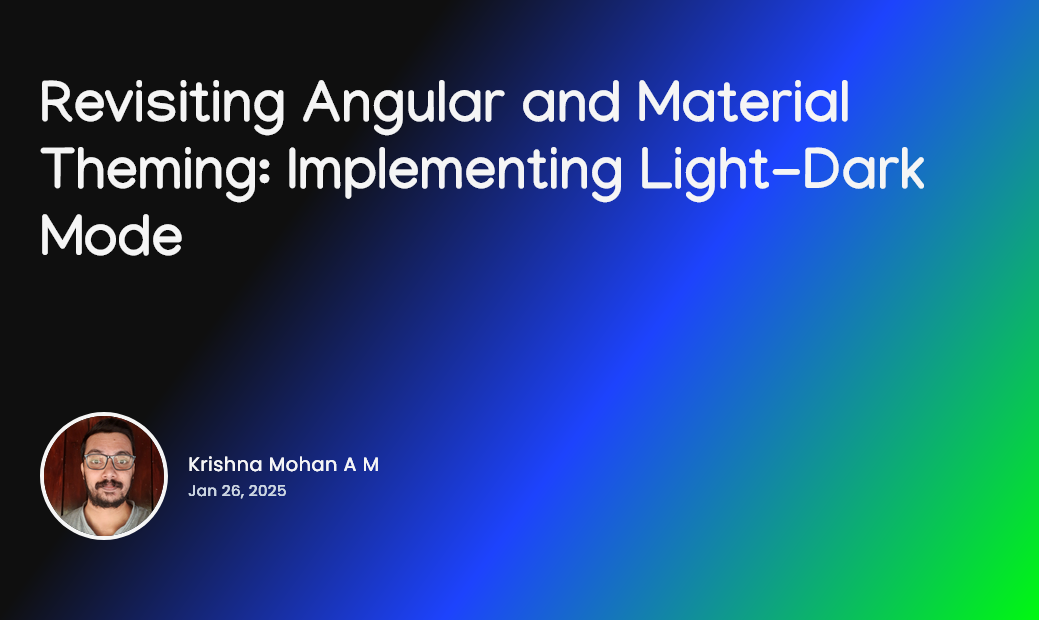 Revisiting Angular and Material
Theming: Implementing Light-Dark
Mode
Krishna Mohan A M
Jan 26, 2025